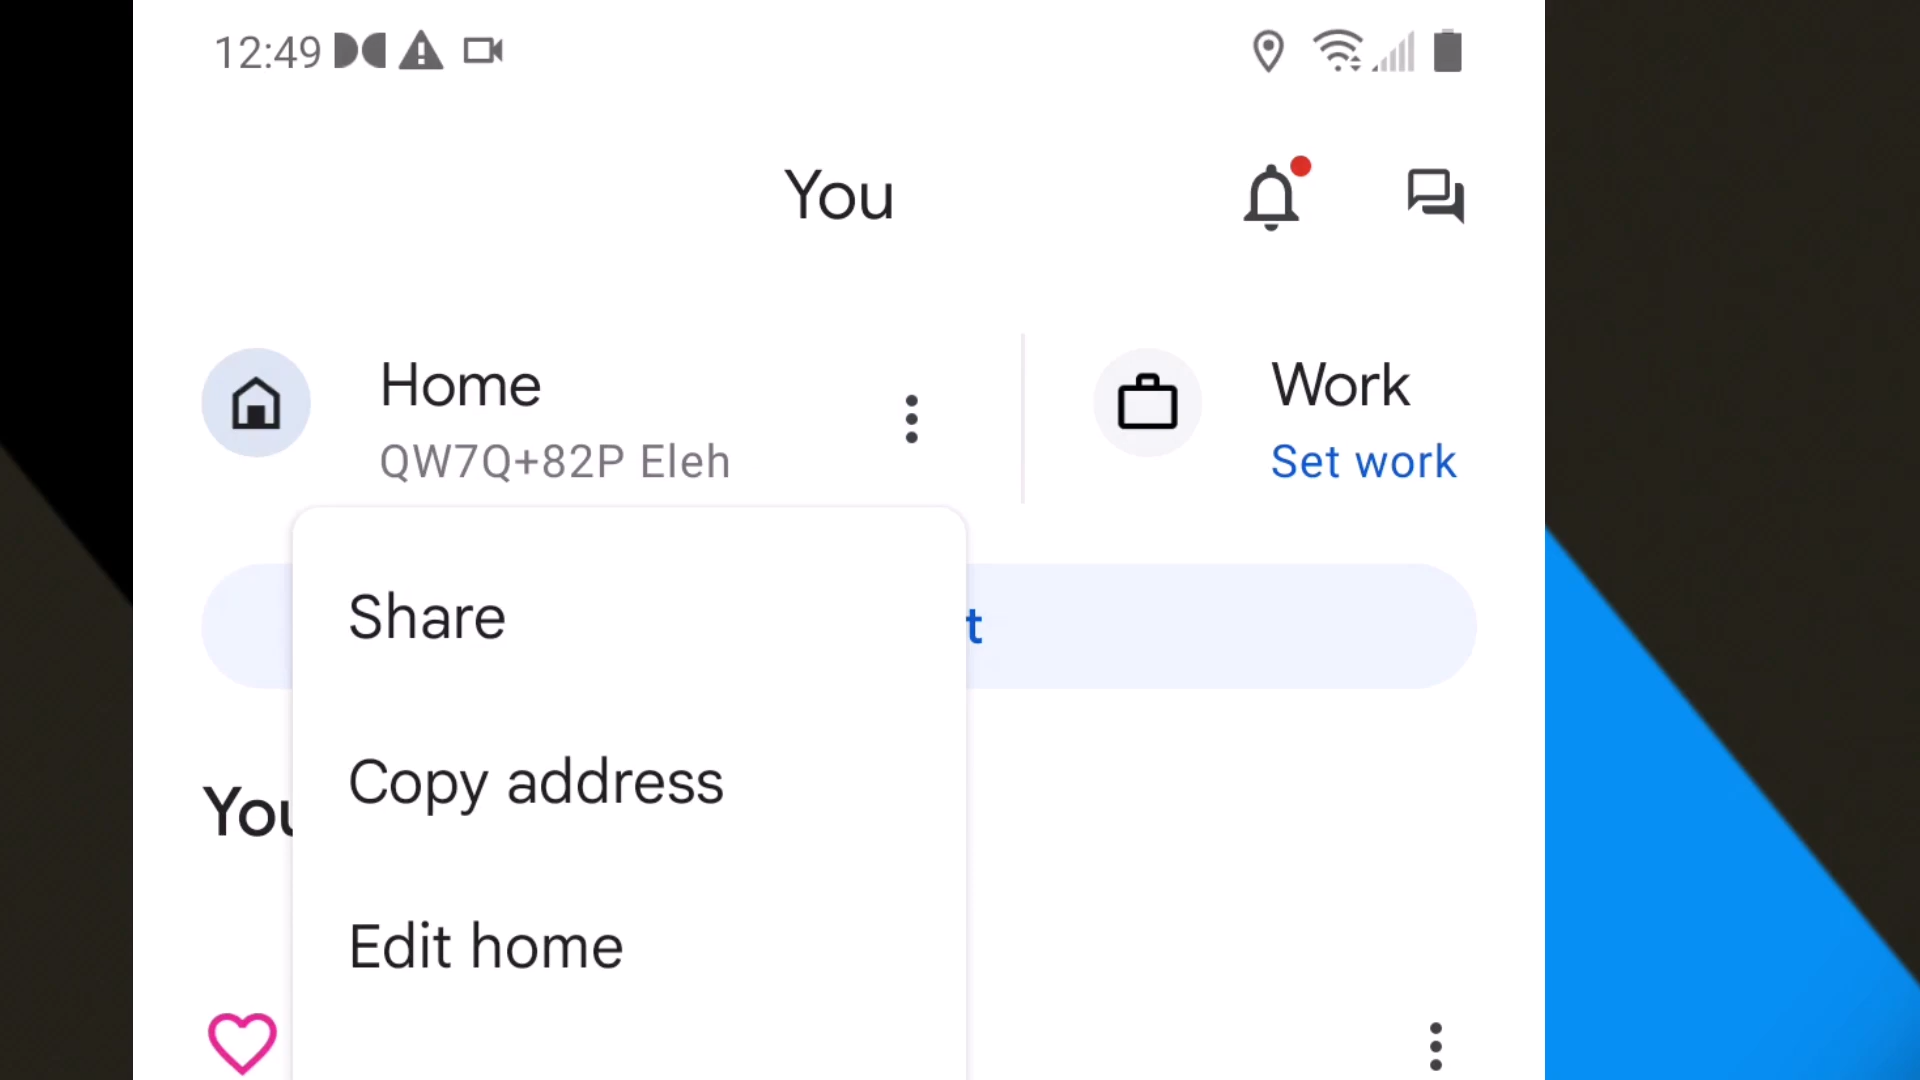 12:49
You
Home
QW7Q+82P Eleh
Work
Set work
Share
t
Copy address
You
Edit home